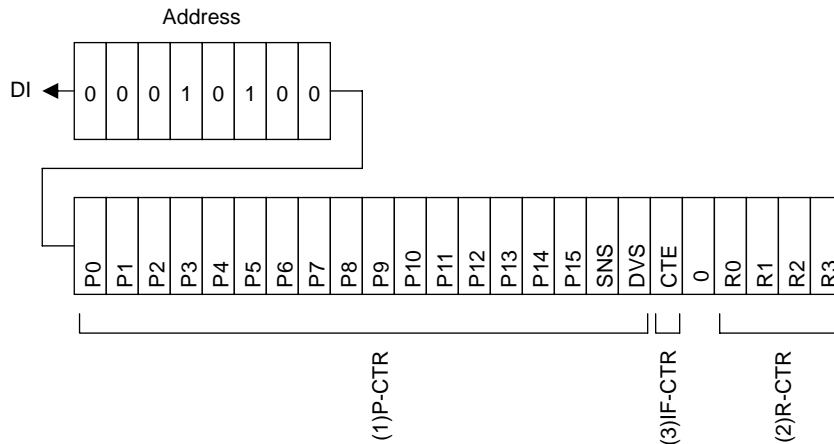 Address
DI 0 0 0 1 0 1 0 0
P0 P1 P2 P3 P4 P5 P6 P7 P8 P9 P10 P11 P12 P13 P14 P15 SNS DVS CTE 0 R0 R1 R2 R3
(1)P-CTR (3)IF-CTR (2)R-CTR